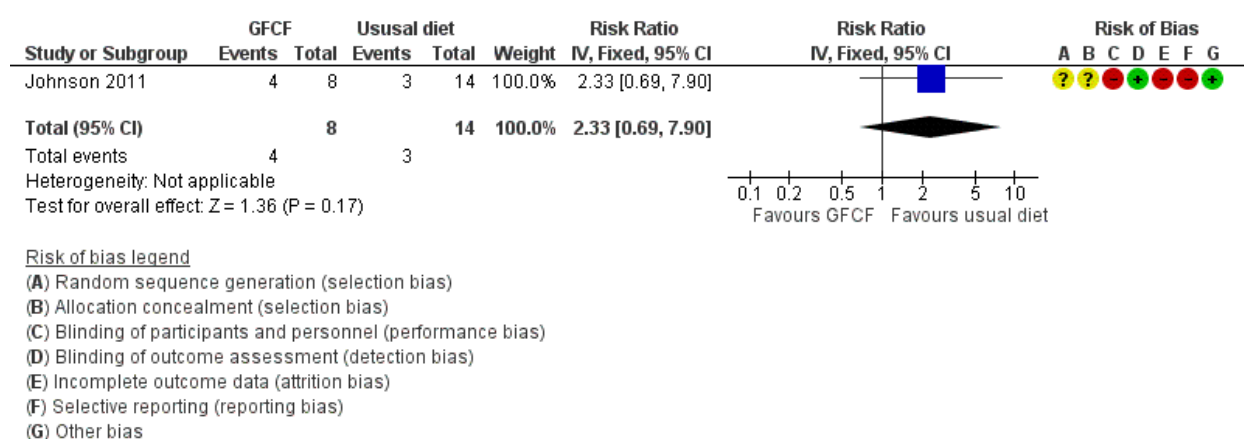 GFCF Ususal diet Risk Ratio Risk Ratio Risk of Bias
Study or Subgroup Events Total Events Total Weight IV, Fixed, 95% CI IV, Fixed, 95% CI A B C D E F G
Johnson 2011 4 8 3 14 100.0% 2.33 [0.69, 7.90] ? ? - + - - +
Total (95% CI) 8 14 100.0% 2.33 [0.69, 7.90]
Total events 4 3
Heterogeneity: Not applicable
Test for overall effect: Z = 1.36 (P = 0.17)
0.1 0.2 0.5 1 2 5 10
Favours GFCF Favours usual diet
Risk of bias legend
(A) Random sequence generation (selection bias)
(B) Allocation concealment (selection bias)
(C) Blinding of participants and personnel (performance bias)
(D) Blinding of outcome assessment (detection bias)
(E) Incomplete outcome data (attrition bias)
(F) Selective reporting (reporting bias)
(G) Other bias